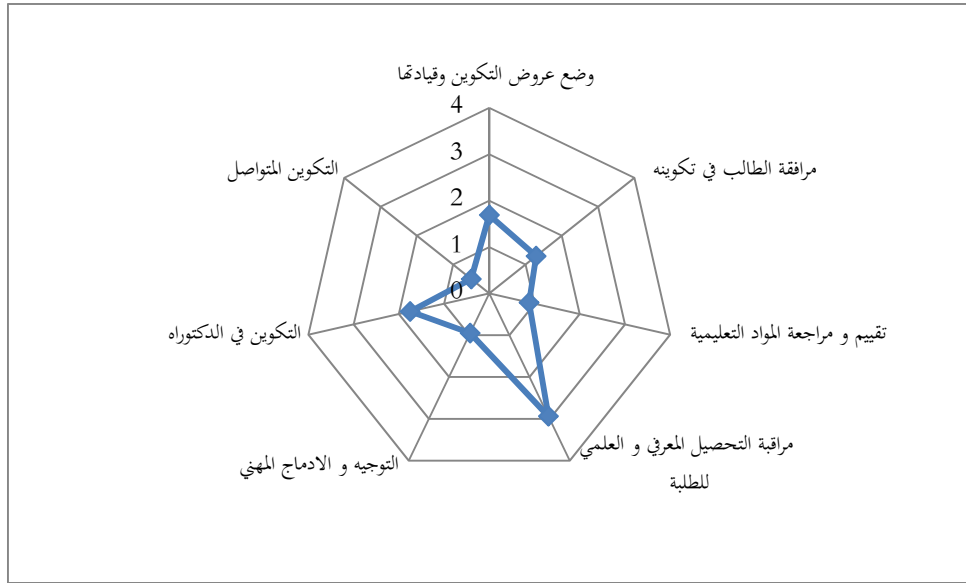 وضع عروض التكوين وقيادتها
4
3
2
1
0
مرافقة الطالب في تكوينه
تقييم و مراجعة المواد التعليمية
مراقبة التحصيل المعرفي و العلمي
للطلبة
التوجيه و الادماج المهني
التكوين في الدكتوراه
التكوين المتواصل